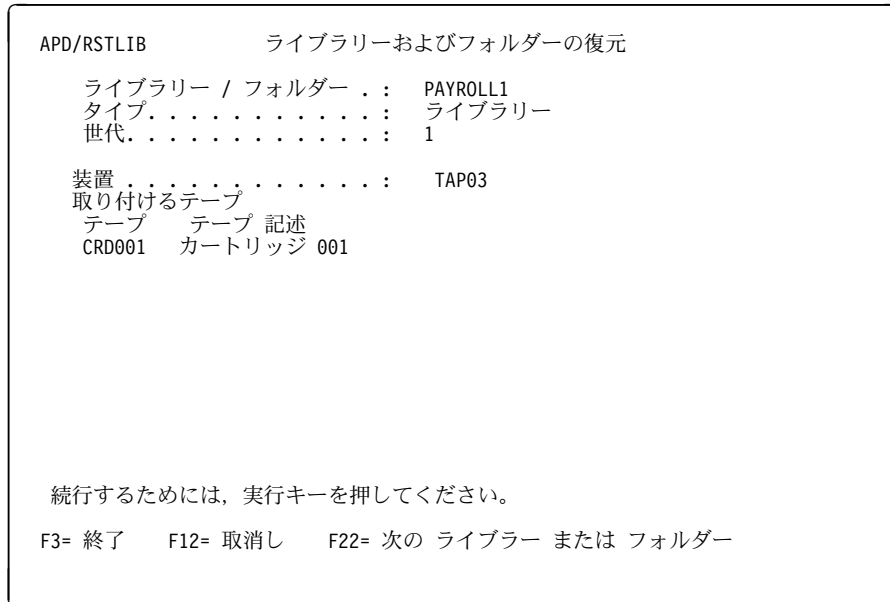 APD/RSTLIB ライブラリーおよびフォルダーの復元
ライブラリー / フォルダー . : PAYROLL1
タイプ. . . . . . . . . . . . : ライブラリー
世代. . . . . . . . . . . . . : 1
装置 . . . . . . . . . . . . . : TAP03
取り付けるテープ
テープ テープ 記述
CRD001 カートリッジ 001
続行するためには, 実行キーを押してください。
F3= 終了 F12= 取消し F22= 次の ライブラー または フォルダー